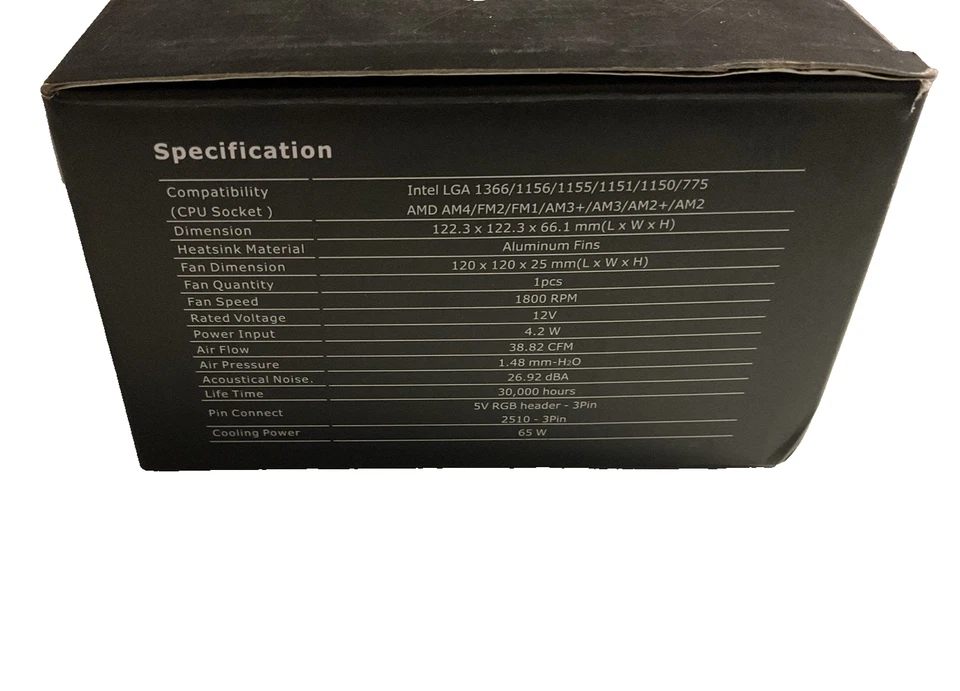 Specification
Compatibility Intel LGA 1366/1156/1155/1151/1150/775
(CPU Socket ) AMD AM4/FM2/FM1/AM3+/AM3/AM2+/AM2
Dimension 122.3 x 122.3 x 66.1 mm(L x W x H)
Heatsink Material Aluminum Fins
Fan Dimension 120 x 120 x 25 mm(L x W x H)
Fan Quantity 1pcs
Fan Speed 1800 RPM
Rated Voltage 12V
Power Input 4.2 W
Air Flow 38.82 CFM
Air Pressure 1.48 mm-H₂O
Acoustical Noise. 26.92 dBA
Life Time 30,000 hours
Pin Connect 5V RGB header - 3Pin
2510 - 3Pin
Cooling Power 65 W